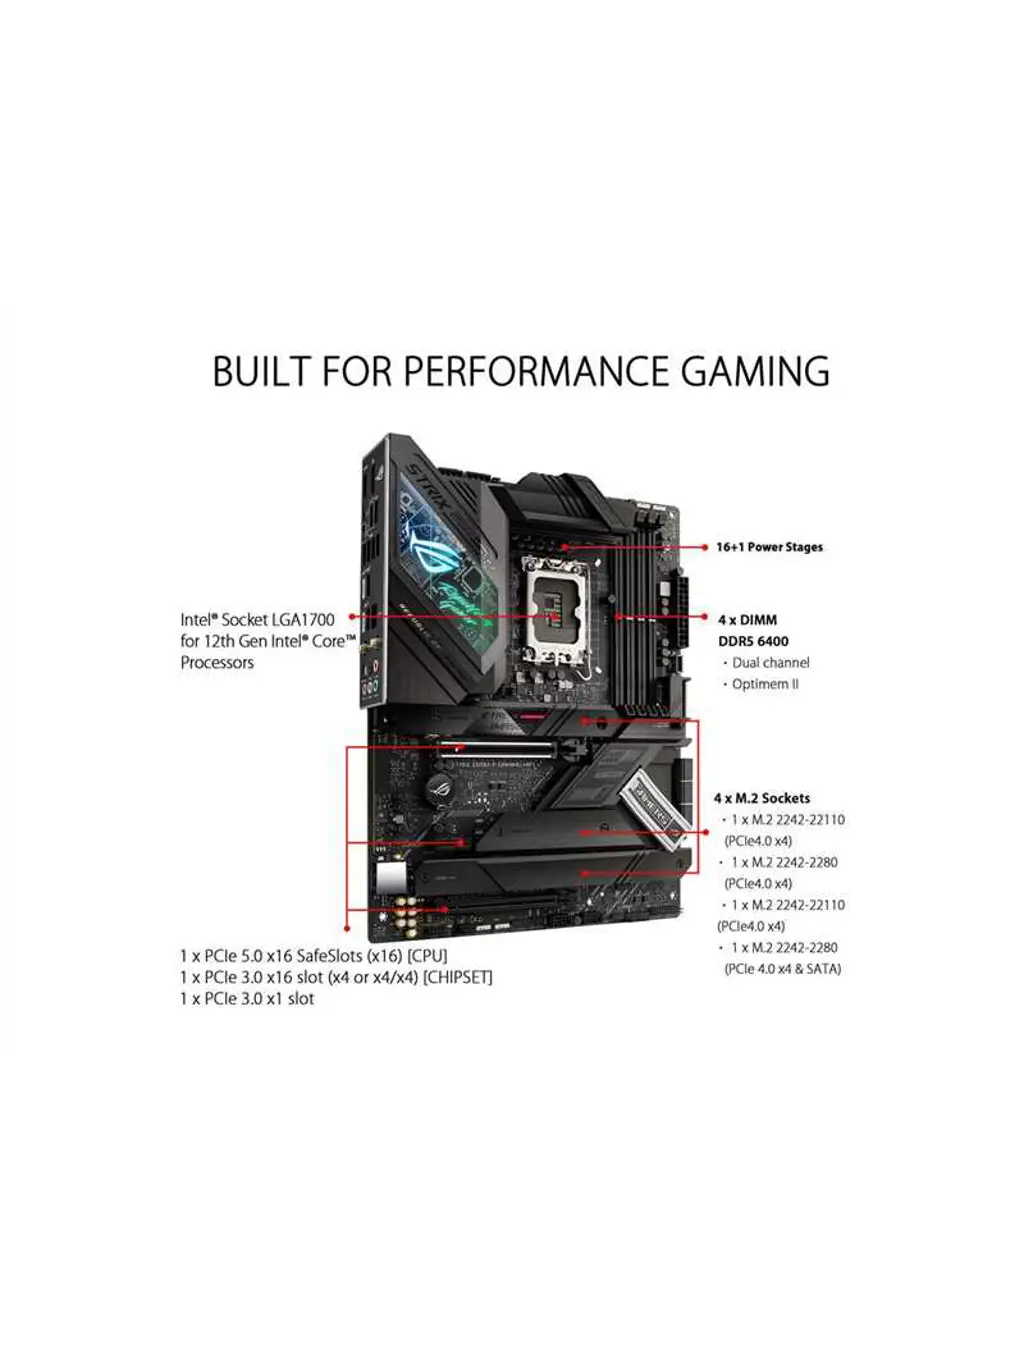 BUILT FOR PERFORMANCE GAMING
STRIX
16+1 Power Stages
Intel® Socket LGA1700
for 12th Gen Intel® Core™
Processors
4 x DIMM
DDR5 6400
· Dual channel
· Optimem II
4 x M.2 Sockets
· 1 x M.2 2242-22110
(PCIe4.0 x4)
· 1 x M.2 2242-2280
(PCIe4.0 x4)
· 1 x M.2 2242-22110
(PCIe4.0 x4)
· 1 x M.2 2242-2280
(PCIe 4.0 x4 & SATA)
1 x PCIe 5.0 x16 SafeSlots (x16) [CPU]
1 x PCIe 3.0 x16 slot (x4 or x4/x4) [CHIPSET]
1 x PCIe 3.0 x1 slot